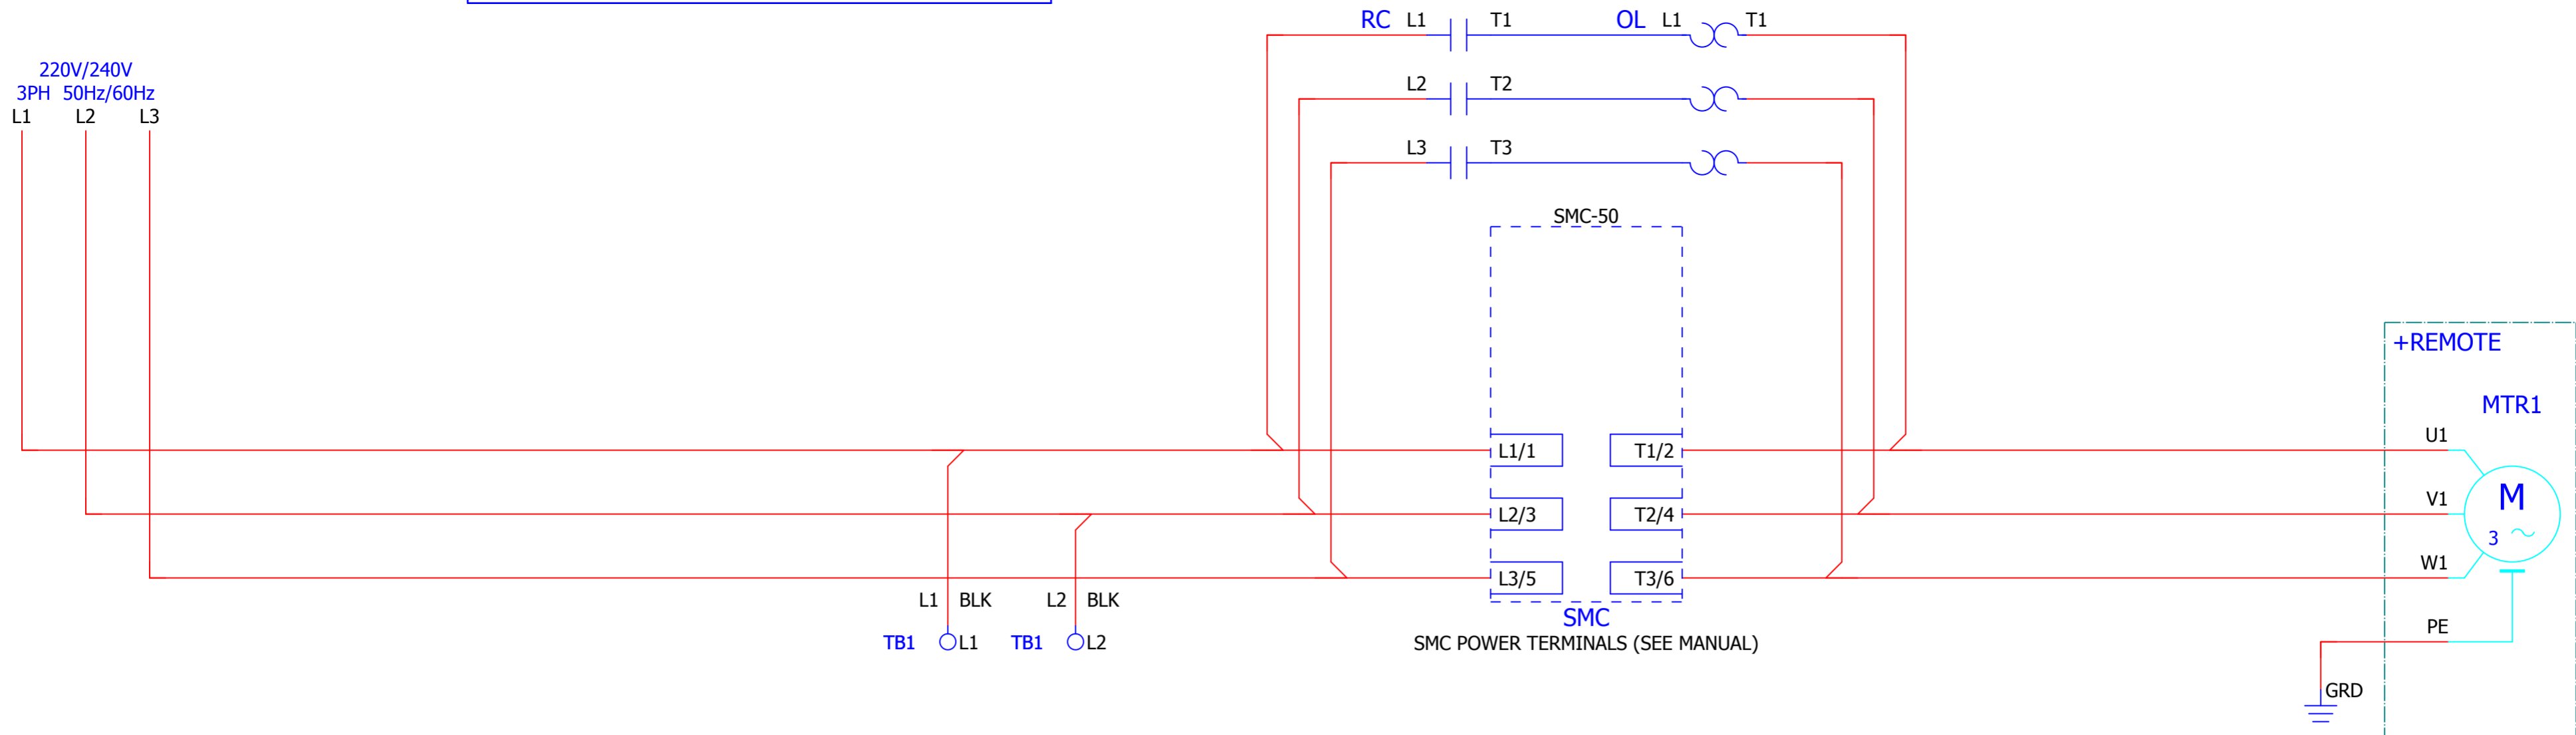 RC L1 T1 OL L1 T1
220V/240V
3PH 50Hz/60Hz
L1 L2 L3
L2 T2
L3 T3
SMC-50
+REMOTE
MTR1
U1
L1/1 T1/2
V1
M
3
L2/3 T2/4
W1
L3/5 T3/6
L1 BLK L2 BLK
SMC
TB1 L1 TB1 L2
SMC POWER TERMINALS (SEE MANUAL)
PE
GRD